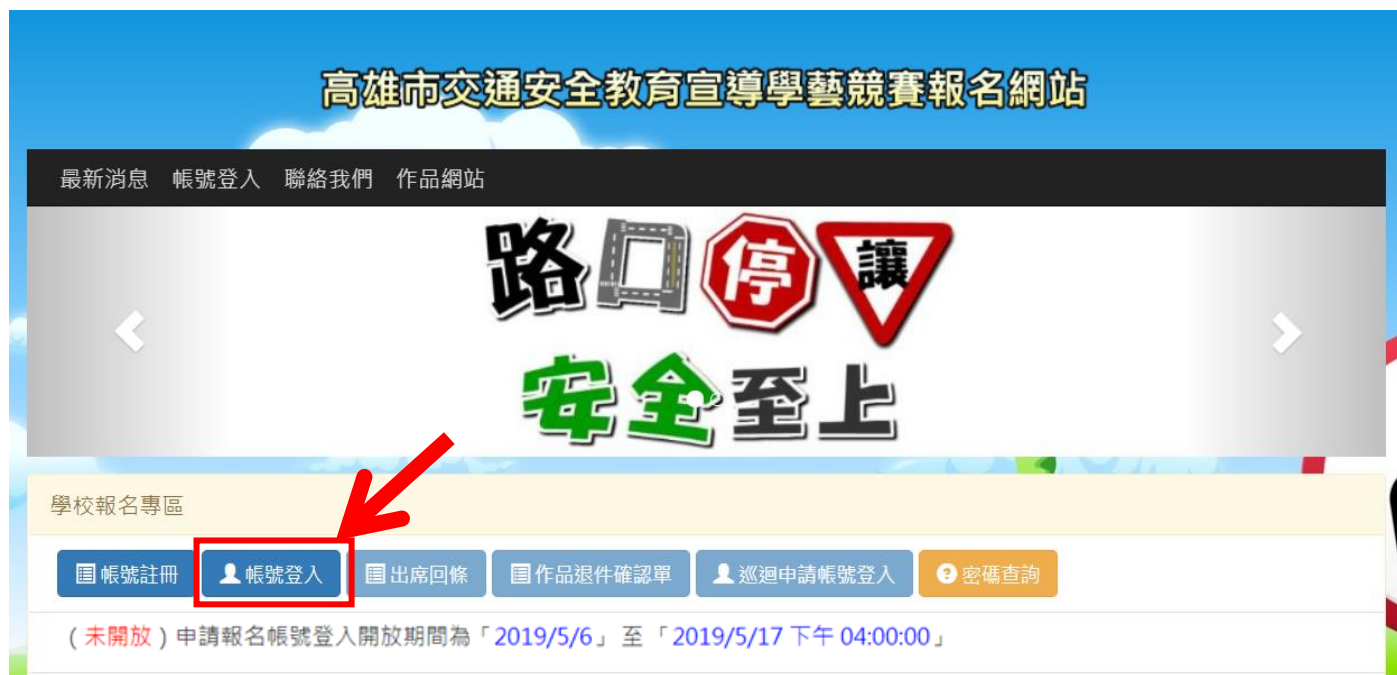 高雄市交通安全教育宣導學藝競賽報名網站
最新消息 帳號登入 聯絡我們 作品網站
路口停讓
安全至上
學校報名專區
帳號註冊 帳號登入 出席回條 作品退件確認單 巡迴申請帳號登入 密碼查詢
(未開放)申請報名帳號登入開放期間為「2019/5/6」 至 「2019/5/17 下午 04:00:00」